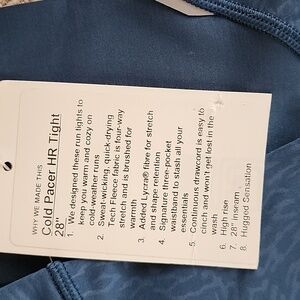 WHY WE MADE THIS
Cold Pacer HR Tight
28"
1. We designed these run tights to
keep you warm and cozy on
cold-weather runs
2. Sweat-wicking, quick-drying
Tech Fleece fabric is four-way
stretch and is brushed for
warmth
3. Added Lycra® fibre for stretch
and shape retention
4. Signature three-pocket
waistband to stash all your
essentials
5. Continuous drawcord is easy to
cinch and won't get lost in the
wash
6. High rise
7. 28" inseam
8. Hugged Sensation